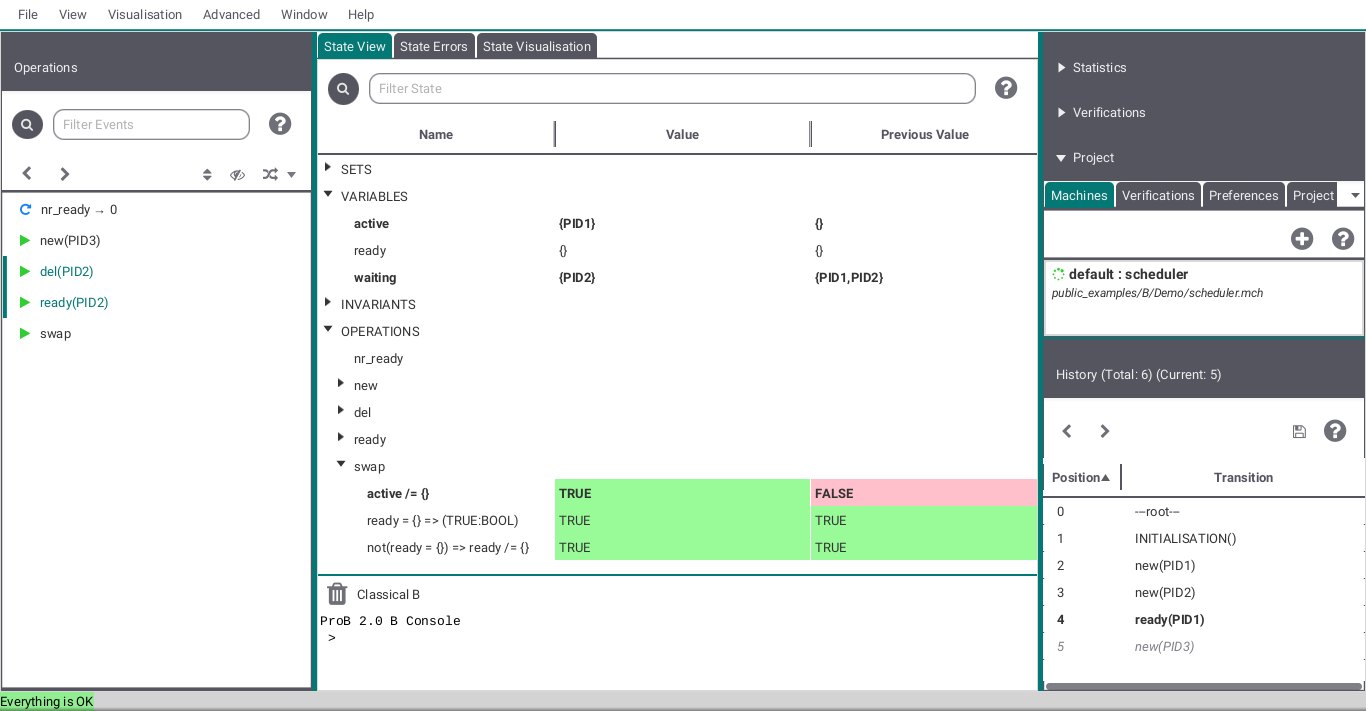 File View Visualisation Advanced Window Help
Operations
Filter Events
nr_ready → 0
new(PID3)
del(PID2)
ready(PID2)
swap
State View State Errors State Visualisation
Filter State
Name Value Previous Value
SETS
VARIABLES
active {PID1} {}
ready {} {}
waiting {PID2} {PID1,PID2}
INVARIANTS
OPERATIONS
nr_ready
new
del
ready
swap
active /= {} TRUE FALSE
ready = {} => (TRUE:BOOL) TRUE TRUE
not(ready = {}) => ready /= {} TRUE TRUE
Classical B
ProB 2.0 B Console
>
Statistics
Verifications
Project
Machines Verifications Preferences Project
default : scheduler
public_examples/B/Demo/scheduler.mch
History (Total: 6) (Current: 5)
Position Transition
0 ---root---
1 INITIALISATION()
2 new(PID1)
3 new(PID2)
4 ready(PID1)
5 new(PID3)
Everything is OK